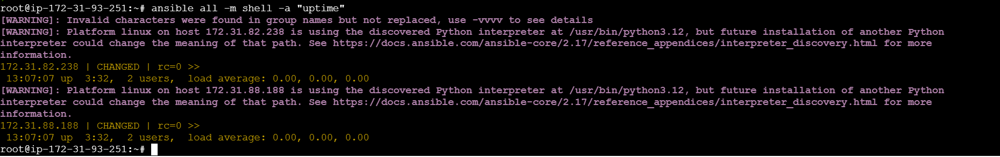 root@ip-172-31-93-251:~# ansible all -m shell -a "uptime"
[WARNING]: Invalid characters were found in group names but not replaced, use -vvvv to see details
[WARNING]: Platform linux on host 172.31.82.238 is using the discovered Python interpreter at /usr/bin/python3.12, but future installation of another Python
interpreter could change the meaning of that path. See https://docs.ansible.com/ansible-core/2.17/reference_appendices/interpreter_discovery.html for more
information.
172.31.82.238 | CHANGED | rc=0 >>
 13:07:07 up  3:32,  2 users,  load average: 0.00, 0.00, 0.00
[WARNING]: Platform linux on host 172.31.88.188 is using the discovered Python interpreter at /usr/bin/python3.12, but future installation of another Python
interpreter could change the meaning of that path. See https://docs.ansible.com/ansible-core/2.17/reference_appendices/interpreter_discovery.html for more
information.
172.31.88.188 | CHANGED | rc=0 >>
 13:07:07 up  3:32,  2 users,  load average: 0.00, 0.00, 0.00
root@ip-172-31-93-251:~#